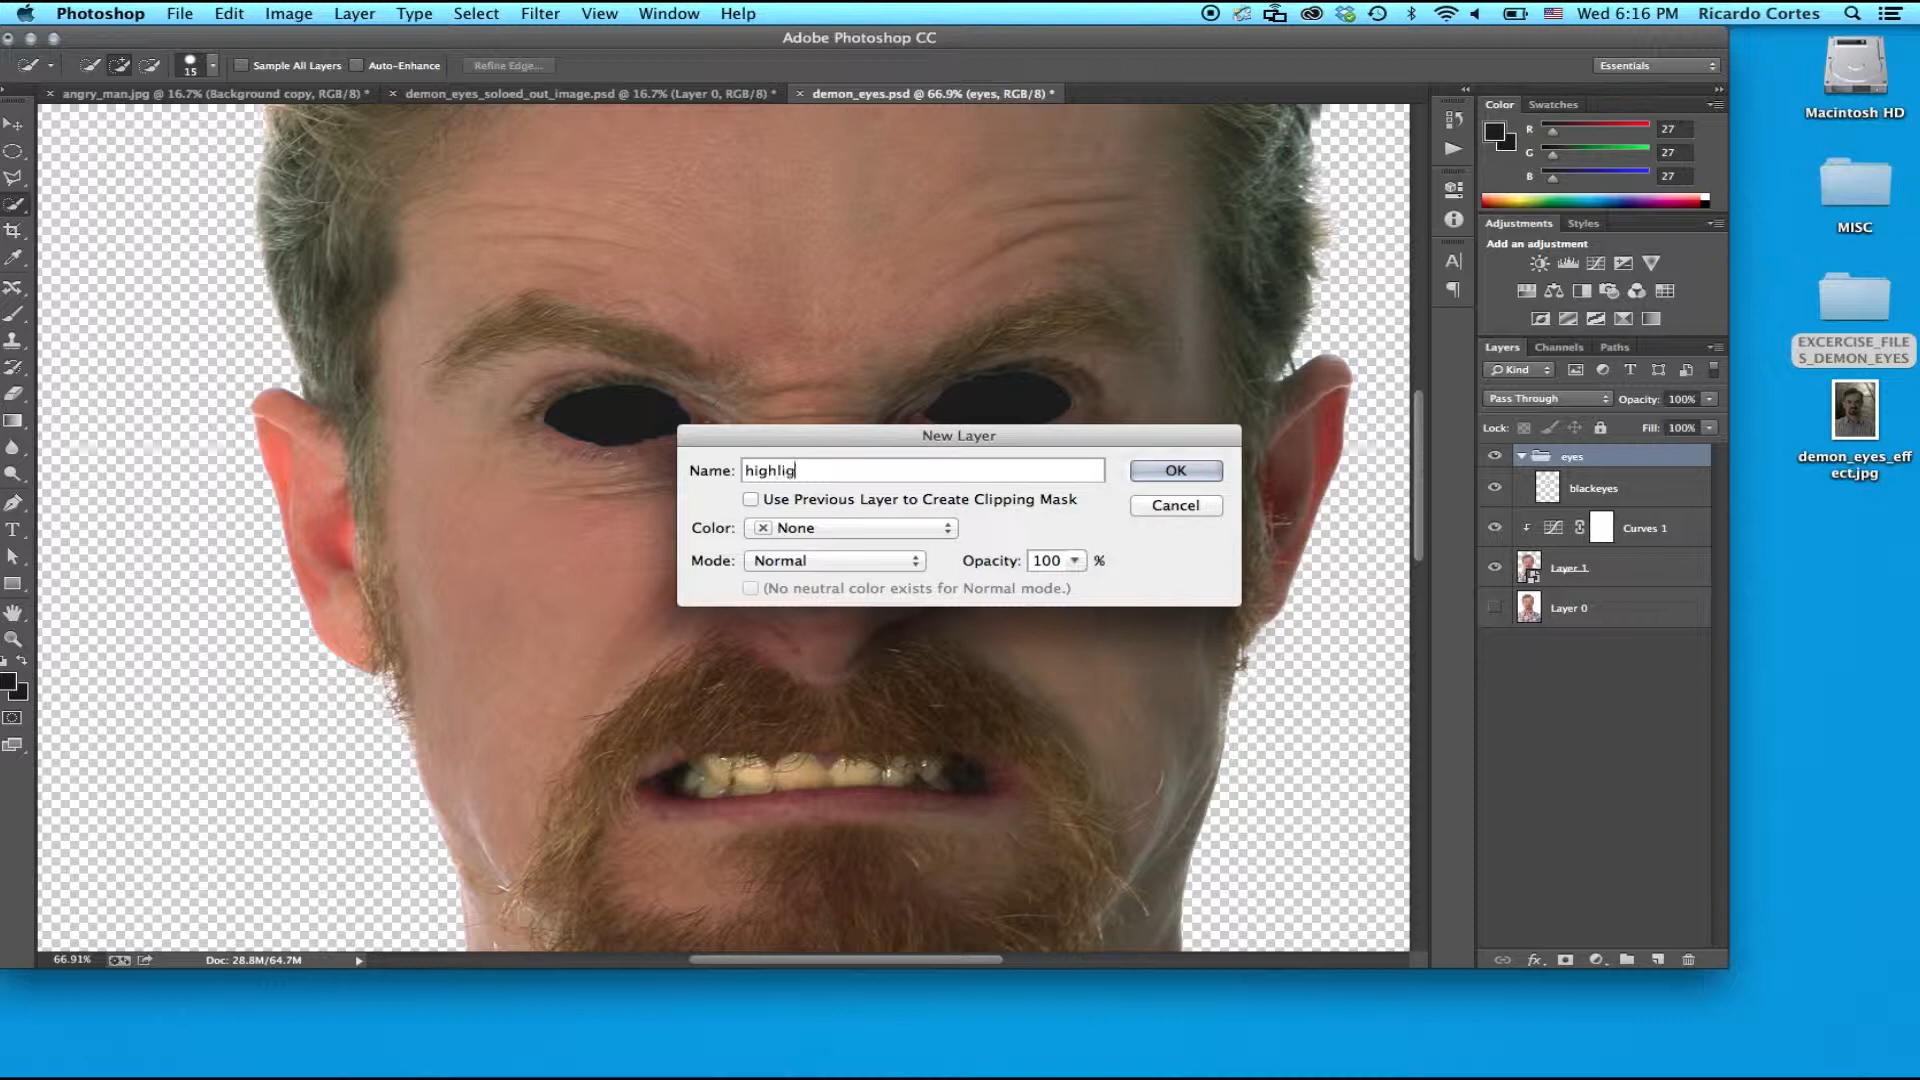 Photoshop File Edit Image Layer Type Select Filter View Window Help Wed 6:16 PM Ricardo Cortes
Adobe Photoshop CC
15 Sample All Layers Auto-Enhance Refine Edge... Essentials
angry_man.jpg @ 16.7% (Background copy, RGB/8) * demon_eyes_soloed_out_image.psd @ 16.7% (Layer 0, RGB/8) * demon_eyes.psd @ 66.9% (eyes, RGB/8) *
Color Swatches
R 27
G 27
B 27
Adjustments Styles
Add an adjustment
Layers Channels Paths
Kind
Pass Through Opacity: 100%
Lock: Fill: 100%
eyes
blackeyes
Curves 1
Layer 1
Layer 0
New Layer
Name: highlig OK
Use Previous Layer to Create Clipping Mask Cancel
Color: None
Mode: Normal Opacity: 100 %
(No neutral color exists for Normal mode.)
66.91% Doc: 28.8M/64.7M
Macintosh HD
MISC
EXCERCISE_FILE
S_DEMON_EYES
demon_eyes_eff
ect.jpg